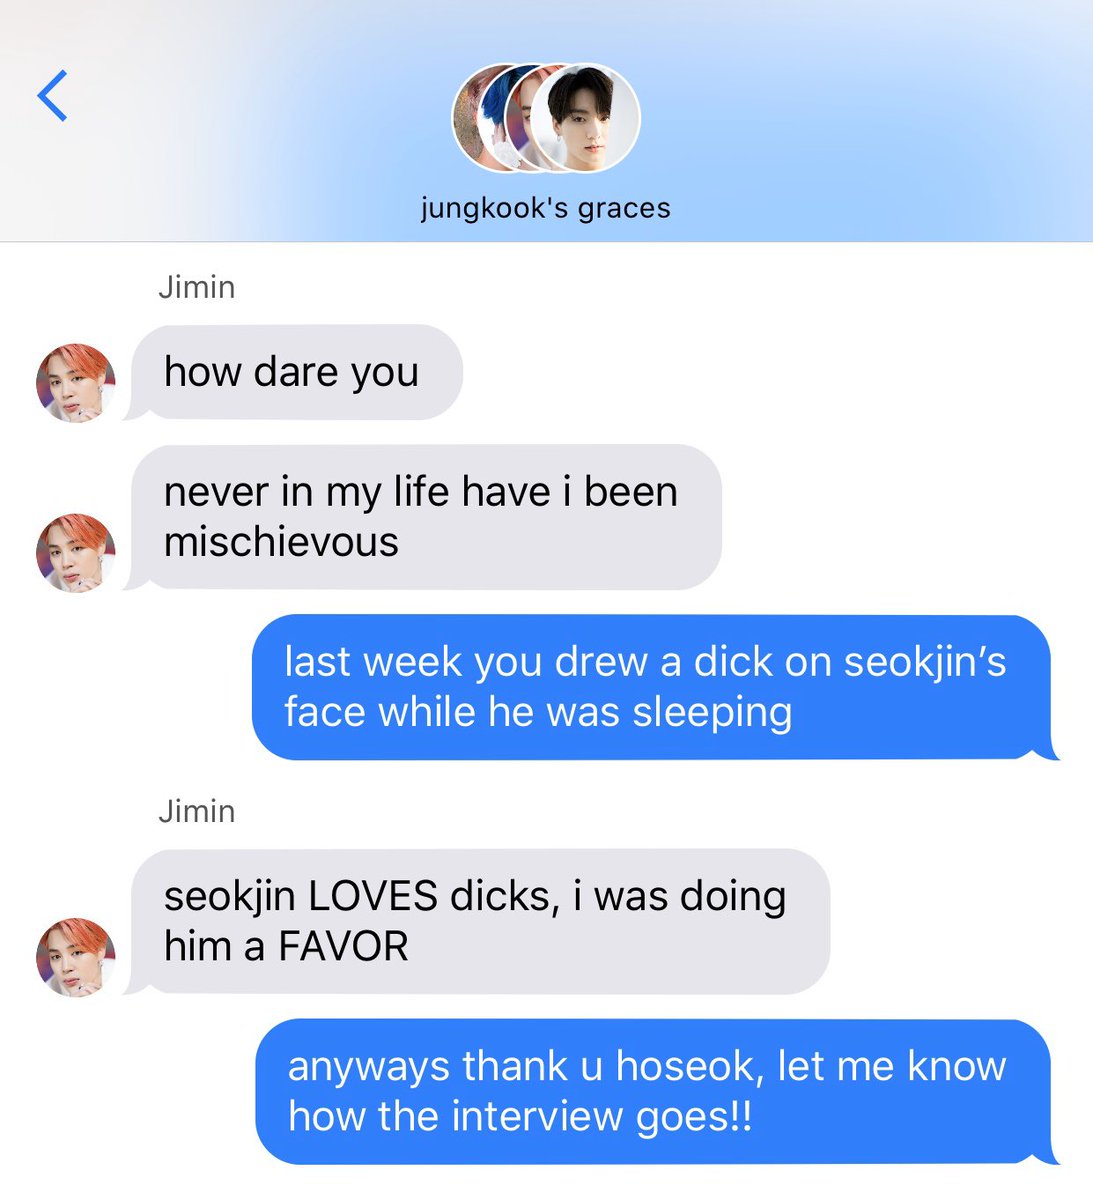 jungkook's graces
Jimin
how dare you
never in my life have i been
mischievous
last week you drew a dick on seokjin’s
face while he was sleeping
Jimin
seokjin LOVES dicks, i was doing
him a FAVOR
anyways thank u hoseok, let me know
how the interview goes!!